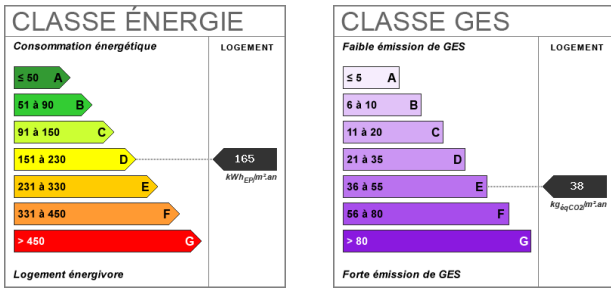 CLASSE ÉNERGIE
Consommation énergétique
LOGEMENT
≤ 50 A
51 à 90 B
91 à 150 C
151 à 230 D
165
kWhEP/m².an
231 à 330 E
331 à 450 F
> 450 G
Logement énergivore
CLASSE GES
Faible émission de GES
LOGEMENT
≤ 5 A
6 à 10 B
11 à 20 C
21 à 35 D
36 à 55 E
38
kgéqCO2/m².an
56 à 80 F
> 80 G
Forte émission de GES